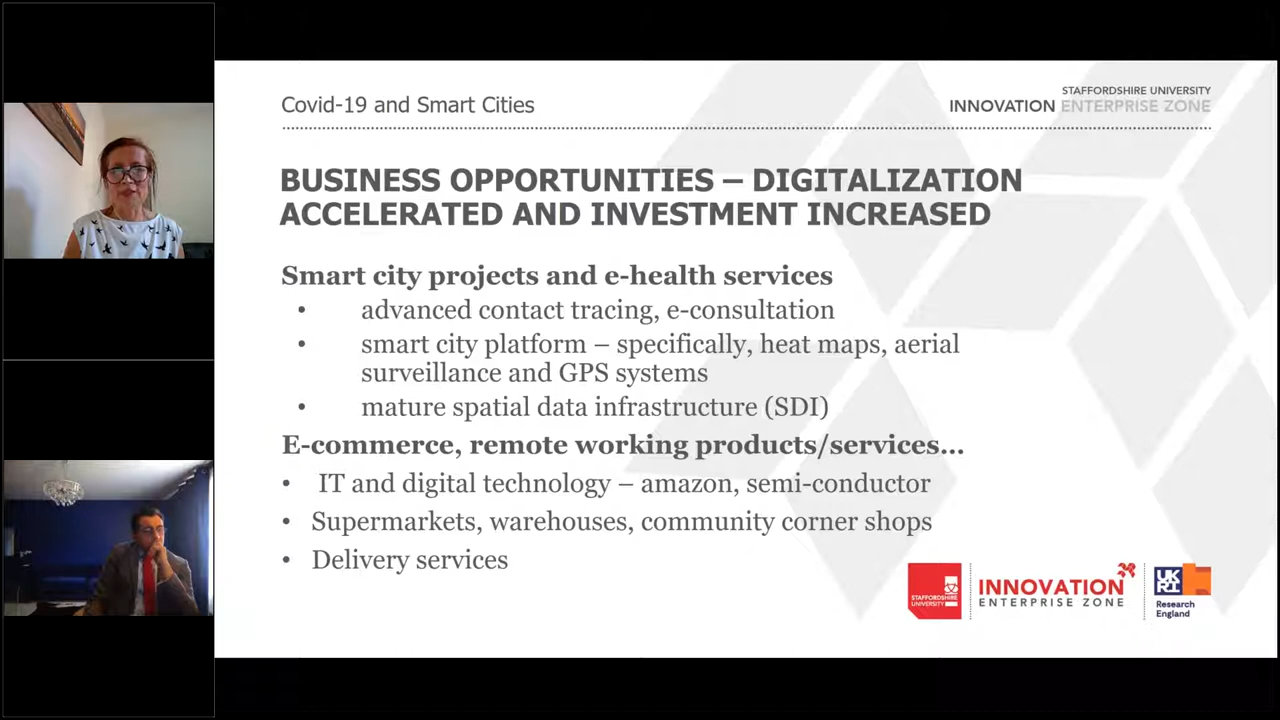 Covid-19 and Smart Cities
STAFFORDSHIRE UNIVERSITY
INNOVATION ENTERPRISE ZONE
BUSINESS OPPORTUNITIES – DIGITALIZATION
ACCELERATED AND INVESTMENT INCREASED
Smart city projects and e-health services
• advanced contact tracing, e-consultation
• smart city platform – specifically, heat maps, aerial
surveillance and GPS systems
• mature spatial data infrastructure (SDI)
E-commerce, remote working products/services...
• IT and digital technology – amazon, semi-conductor
• Supermarkets, warehouses, community corner shops
• Delivery services
STAFFORDSHIRE
UNIVERSITY
INNOVATION
ENTERPRISE ZONE
UK
RI
Research
England